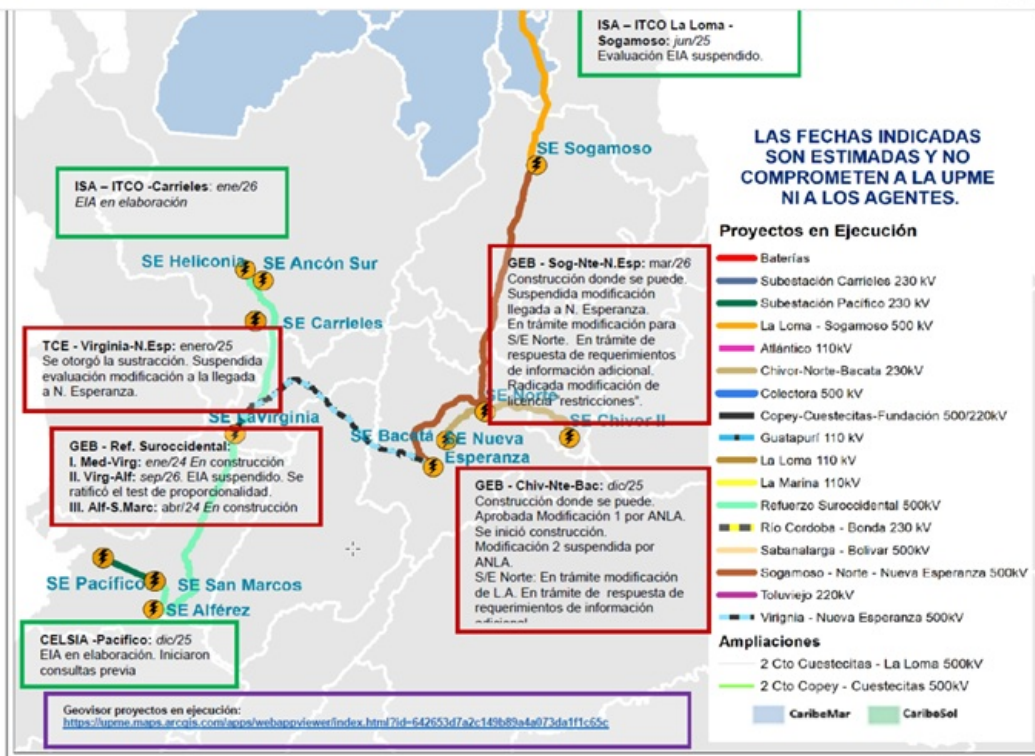 ISA – ITCO La Loma -
Sogamoso: jun/25
Evaluación EIA suspendido.
LAS FECHAS INDICADAS
SON ESTIMADAS Y NO
COMPROMETEN A LA UPME
NI A LOS AGENTES.
SE Sogamoso
ISA – ITCO -Carrieles: ene/26
EIA en elaboración
SE Heliconia
SE Ancón Sur
SE Carrieles
GEB - Sog-Nte-N.Esp: mar/26
Construcción donde se puede.
Suspendida modificación
llegada a N. Esperanza.
En trámite modificación para
S/E Norte. En trámite de
respuesta de requerimientos
de información adicional.
Radicada modificación de
licencia "restricciones".
TCE - Virginia-N.Esp: enero/25
Se otorgó la sustracción. Suspendida
evaluación modificación a la llegada
a N. Esperanza.
SE Norte
SE Chivor II
SE LaVirginia
SE Bacatá
SE Nueva
Esperanza
GEB - Ref. Suroccidental:
I. Med-Virg: ene/24 En construcción
II. Virg-Alf: sep/26. EIA suspendido. Se
ratificó el test de proporcionalidad.
III. Alf-S.Marc: abr/24 En construcción
GEB - Chiv-Nte-Bac: dic/25
Construcción donde se puede.
Aprobada Modificación 1 por ANLA.
Se inició construcción.
Modificación 2 suspendida por
ANLA.
S/E Norte: En trámite modificación
de L.A. En trámite de respuesta de
requerimientos de información
adicional
SE Pacífico
SE San Marcos
SE Alférez
CELSIA -Pacífico: dic/25
EIA en elaboración. Iniciaron
consultas previa
Geovisor proyectos en ejecución:
https://upme.maps.arcgis.com/apps/webappviewer/index.html?id=642653d7a2c149b89a4a073da1f1c65c
Proyectos en Ejecución
Baterías
Subestación Carrieles 230 kV
Subestación Pacífico 230 kV
La Loma - Sogamoso 500 kV
Atlántico 110kV
Chivor-Norte-Bacata 230kV
Colectora 500 kV
Copey-Cuestecitas-Fundación 500/220kV
Guatapurí 110 kV
La Loma 110 kV
La Marina 110kV
Refuerzo Suroccidental 500kV
Río Cordoba - Bonda 230 kV
Sabanalarga - Bolivar 500kV
Sogamoso - Norte - Nueva Esperanza 500kV
Toluviejo 220kV
Virignia - Nueva Esperanza 500kV
Ampliaciones
2 Cto Cuestecitas - La Loma 500kV
2 Cto Copey - Cuestecitas 500kV
CaribeMar
CaribeSol